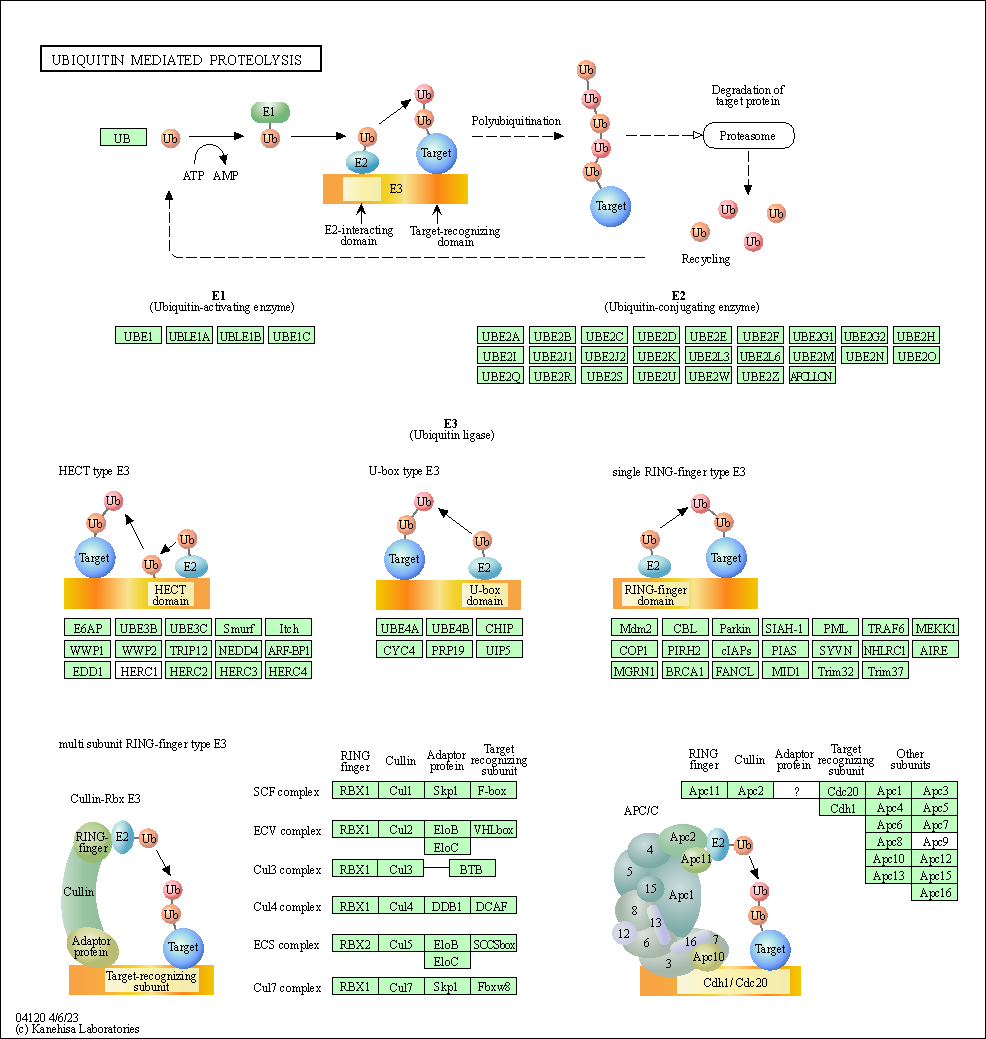 UBIQUITIN MEDIATED PROTEOLYSIS
UB
Ub
ATP
AMP
E1
Ub
Ub
E2
Ub
Ub
Target
E3
E2-interacting
domain
Target-recognizing
domain
Polyubiquitination
Ub
Ub
Ub
Ub
Ub
Target
Degradation of
target protein
Proteasome
Ub
Ub
Ub
Ub
Recycling
E1
(Ubiquitin-activating enzyme)
UBE1 UBLE1A UBLE1B UBE1C
E2
(Ubiquitin-conjugating enzyme)
UBE2A UBE2B UBE2C UBE2D UBE2E UBE2F UBE2G1 UBE2G2 UBE2H
UBE2I UBE2J1 UBE2J2 UBE2K UBE2L3 UBE2L6 UBE2M UBE2N UBE2O
UBE2Q UBE2R UBE2S UBE2U UBE2W UBE2Z AFCLLCN
E3
(Ubiquitin ligase)
HECT type E3
Ub
Ub
Target
Ub
Ub
E2
HECT
domain
E6AP UBE3B UBE3C Smurf Itch
WWP1 WWP2 TRIP12 NEDD4 ARF-BP1
EDD1 HERC1 HERC2 HERC3 HERC4
U-box type E3
Ub
Ub
Target
Ub
E2
U-box
domain
UBE4A UBE4B CHIP
CYC4 PRP19 UIP5
single RING-finger type E3
Ub
E2
Ub
Ub
Target
RING-finger
domain
Mdm2 CBL Parkin SIAH-1 PML TRAF6 MEKK1
COP1 PIRH2 cIAPs PIAS SYVN NHLRC1 AIRE
MGRN1 BRCA1 FANCL MID1 Trim32 Trim37
multi subunit RING-finger type E3
Cullin-Rbx E3
RING-
finger
E2
Ub
Cullin
Ub
Ub
Adaptor
protein
Target
Target-recognizing
subunit
RING
finger
Cullin
Adaptor
protein
Target
recognizing
subunit
SCF complex RBX1 Cul1 Skp1 F-box
ECV complex RBX1 Cul2 EloB VHLbox
EloC
Cul3 complex RBX1 Cul3 BTB
Cul4 complex RBX1 Cul4 DDB1 DCAF
ECS complex RBX2 Cul5 EloB SOCSbox
EloC
Cul7 complex RBX1 Cul7 Skp1 Fbxw8
RING
finger
Cullin
Adaptor
protein
Target
recognizing
subunit
Other
subunits
Apc11 Apc2 ? Cdc20 Apc1 Apc3
Cdh1 Apc4 Apc5
Apc6 Apc7
Apc8 Apc9
Apc10 Apc12
Apc13 Apc15
Apc16
APC/C
Apc2
E2
Ub
4
Apc11
5
15
Apc1
Ub
8
13
Ub
12
6
16
7
Target
3
Apc10
Cdh1/ Cdc20
04120 4/6/23
(c) Kanehisa Laboratories